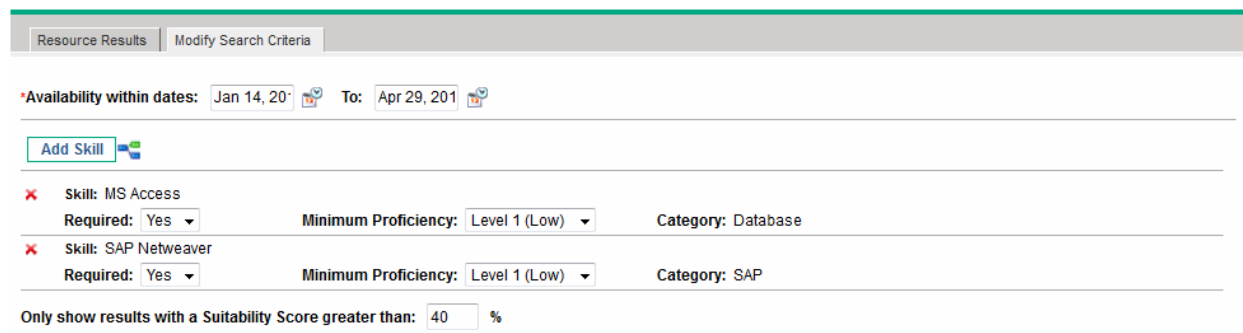 Resource Results Modify Search Criteria
*Availability within dates: Jan 14, 20 To: Apr 29, 201
Add Skill
Skill: MS Access
Required: Yes Minimum Proficiency: Level 1 (Low) Category: Database
Skill: SAP Netweaver
Required: Yes Minimum Proficiency: Level 1 (Low) Category: SAP
Only show results with a Suitability Score greater than: 40 %